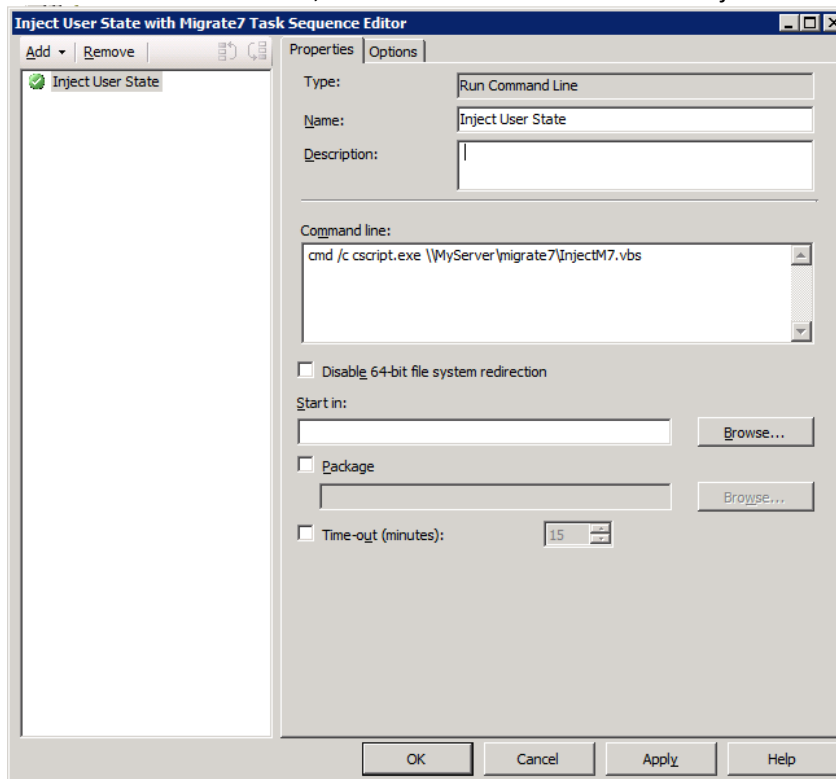 Inject User State with Migrate7 Task Sequence Editor
Add Remove
Inject User State
Properties Options
Type: Run Command Line
Name: Inject User State
Description:
Command line:
cmd /c cscript.exe \\MyServer\migrate7\InjectM7.vbs
Disable 64-bit file system redirection
Start in:
Browse...
Package
Browse...
Time-out (minutes): 15
OK Cancel Apply Help